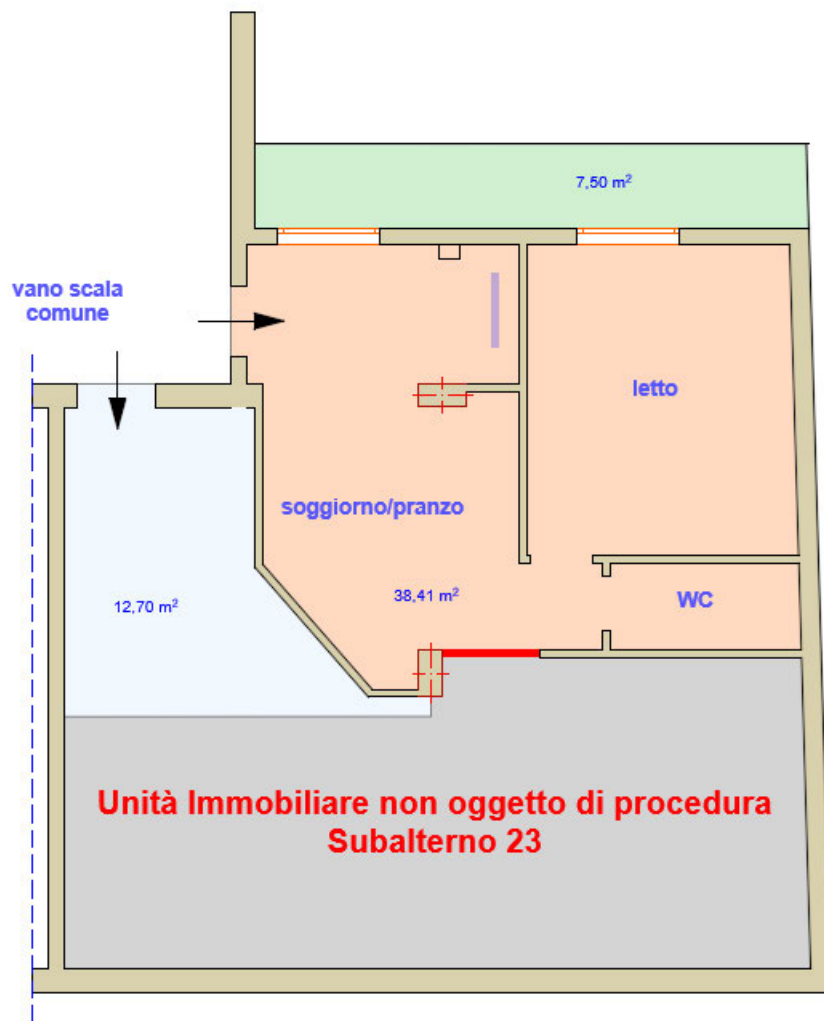 7,50 m²
vano scala
comune
letto
soggiorno/pranzo
12,70 m²
38,41 m²
WC
Unità Immobiliare non oggetto di procedura
Subalterno 23